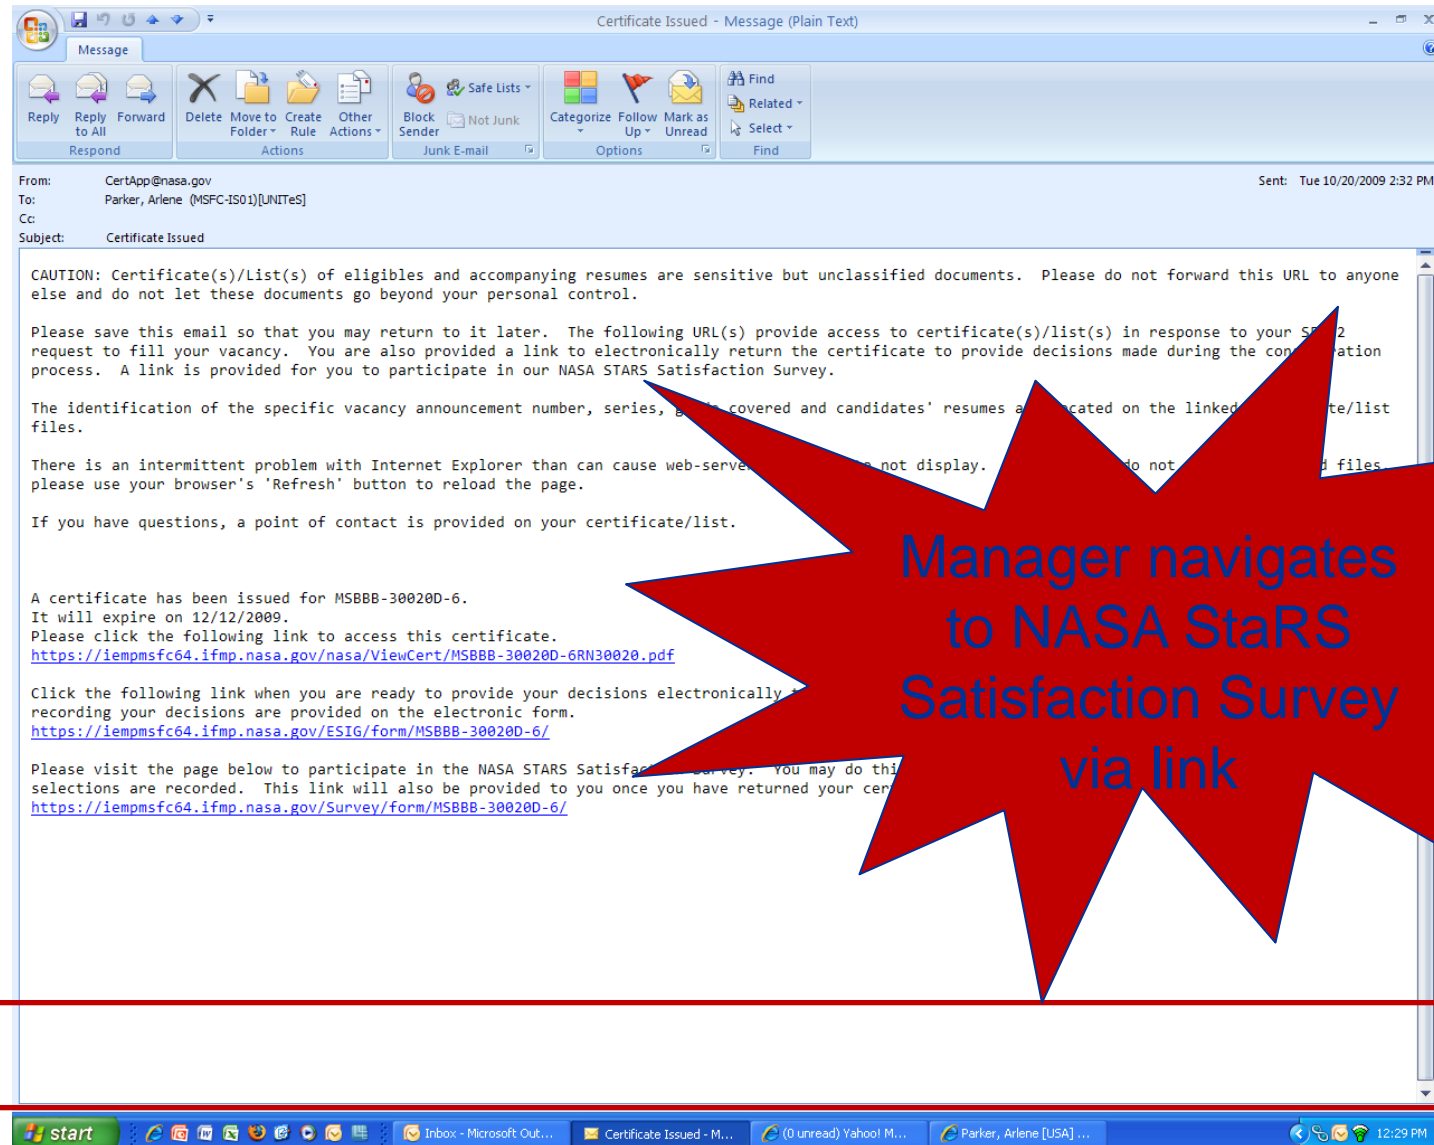 Certificate Issued - Message (Plain Text)
Message
Reply
Reply to All
Forward
Respond
Delete
Move to Folder
Create Rule
Other Actions
Actions
Block Sender
Safe Lists
Not Junk
Junk E-mail
Categorize
Follow Up
Mark as Unread
Options
Find
Related
Select
Find
From: CertApp@nasa.gov
Sent: Tue 10/20/2009 2:32 PM
To: Parker, Arlene (MSFC-IS01)[UNITeS]
Cc:
Subject: Certificate Issued
CAUTION: Certificate(s)/List(s) of eligibles and accompanying resumes are sensitive but unclassified documents.  Please do not forward this URL to anyone
else and do not let these documents go beyond your personal control.
Please save this email so that you may return to it later.  The following URL(s) provide access to certificate(s)/list(s) in response to your
request to fill your vacancy.  You are also provided a link to electronically return the certificate to provide decisions made during the
process.  A link is provided for you to participate in our NASA STARS Satisfaction Survey.
The identification of the specific vacancy announcement number, series, covered and candidates' resumes located on the linked
files.
There is an intermittent problem with Internet Explorer than can cause not display. do not files,
please use your browser's 'Refresh' button to reload the page.
If you have questions, a point of contact is provided on your certificate/list.
Manager navigates
to NASA StaRS
Satisfaction Survey
via link
A certificate has been issued for MSBBB-30020D-6.
It will expire on 12/12/2009.
Please click the following link to access this certificate.
https://iempmsfc64.ifmp.nasa.gov/nasa/ViewCert/MSBBB-30020D-6RN30020.pdf
Click the following link when you are ready to provide your decisions electronically
recording your decisions are provided on the electronic form.
https://iempmsfc64.ifmp.nasa.gov/ESIG/form/MSBBB-30020D-6/
Please visit the page below to participate in the NASA STARS Survey.  You may do
selections are recorded.  This link will also be provided to you once you have returned your
https://iempmsfc64.ifmp.nasa.gov/Survey/form/MSBBB-30020D-6/
start
Inbox - Microsoft Out...
Certificate Issued - M...
(0 unread) Yahoo! M...
Parker, Arlene [USA] ...
12:29 PM